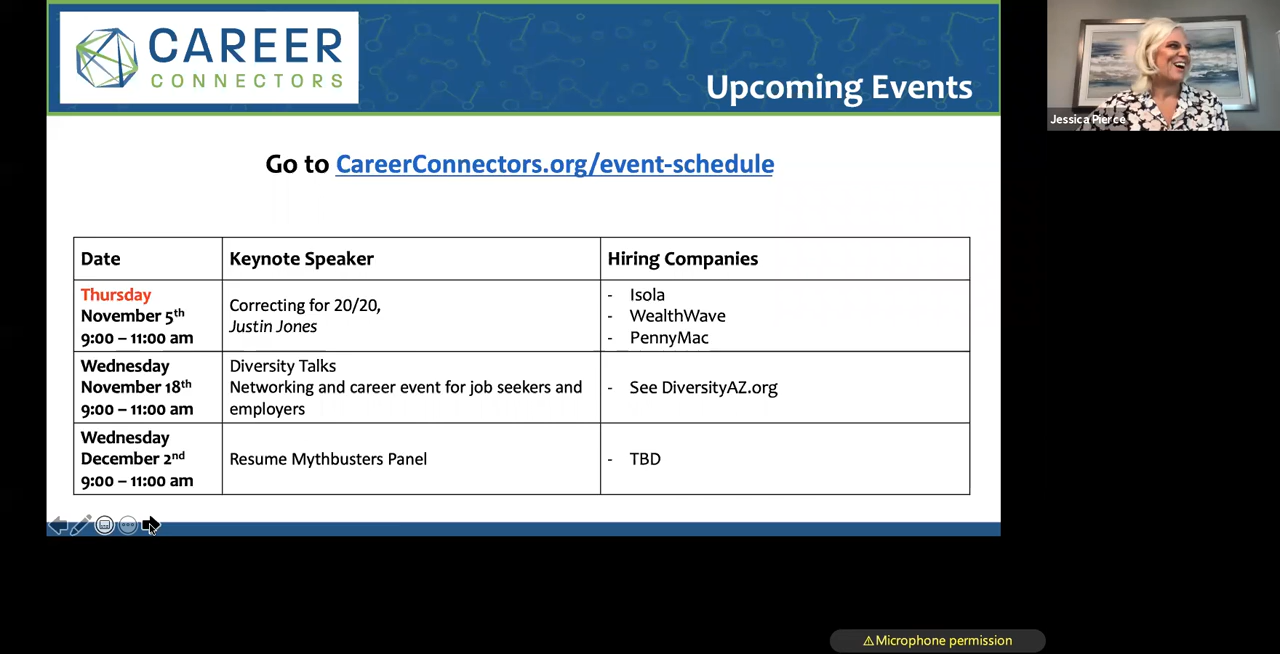 CAREER
CONNECTORS
Upcoming Events
Jessica Pierce
Go to CareerConnectors.org/event-schedule
Date
Keynote Speaker
Hiring Companies
Thursday
November 5th
9:00 – 11:00 am
Correcting for 20/20,
Justin Jones
- Isola
- WealthWave
- PennyMac
Wednesday
November 18th
9:00 – 11:00 am
Diversity Talks
Networking and career event for job seekers and
employers
- See DiversityAZ.org
Wednesday
December 2nd
9:00 – 11:00 am
Resume Mythbusters Panel
- TBD
⚠Microphone permission